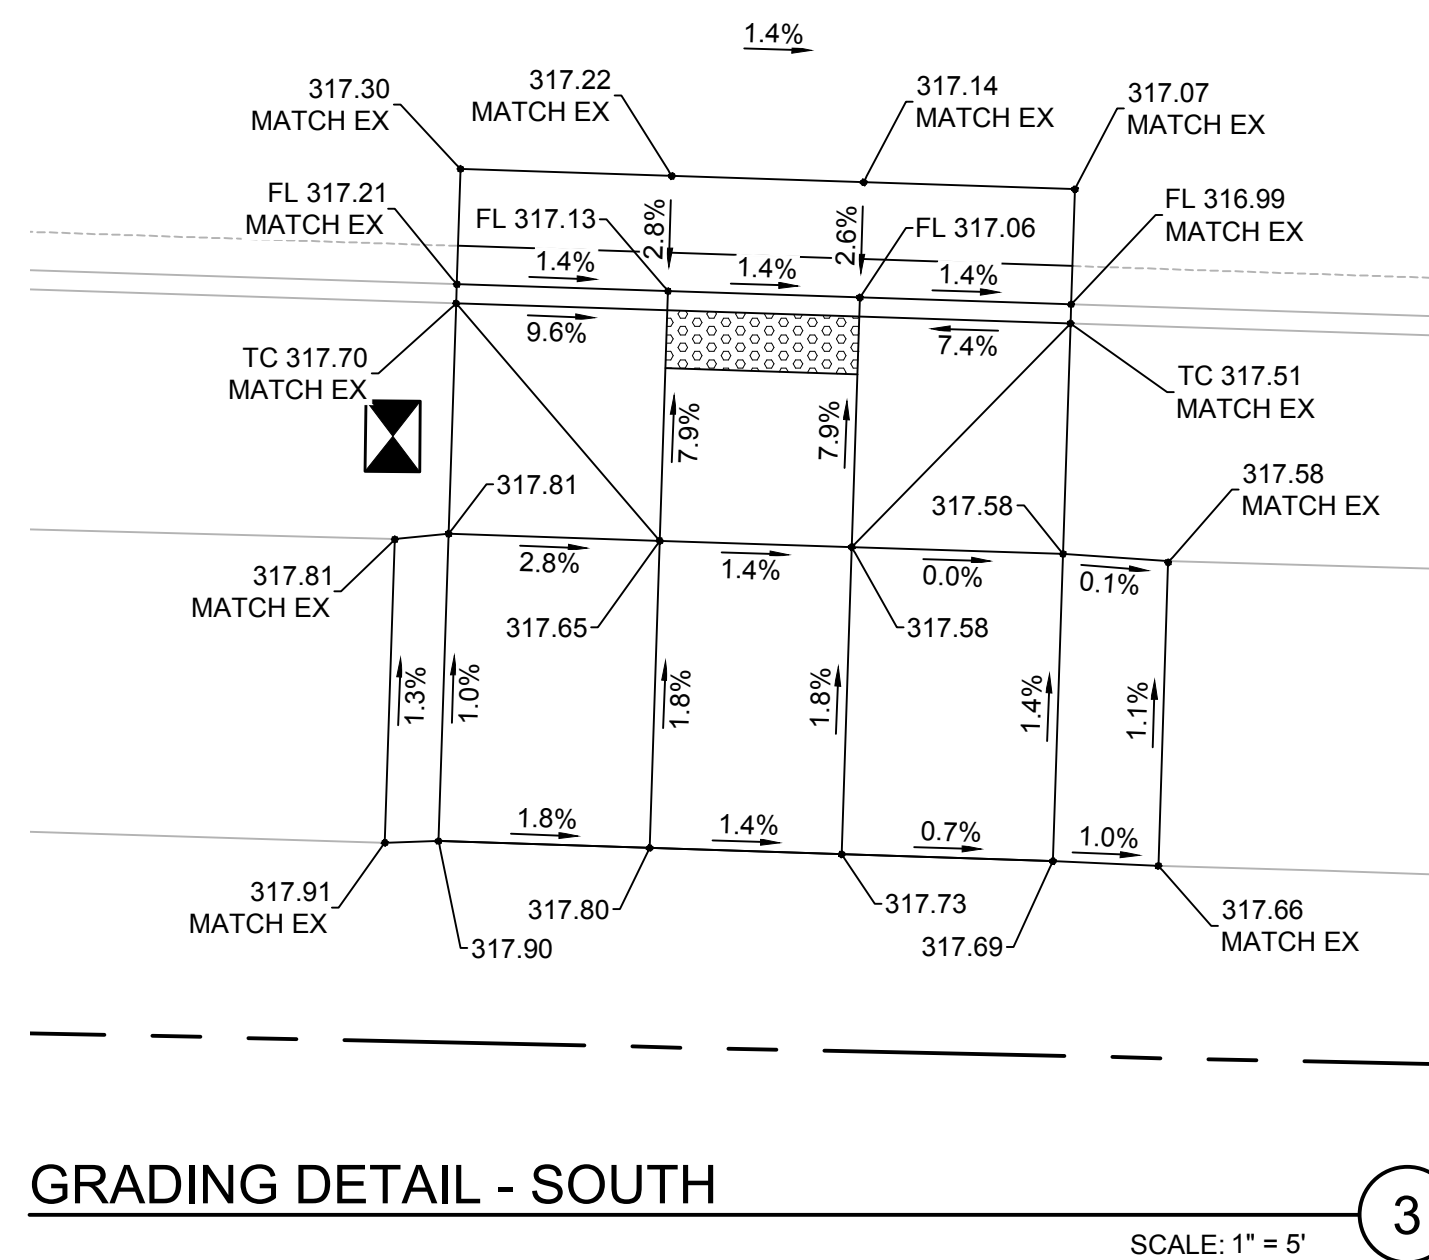 1.4%
317.30
MATCH EX
317.22
MATCH EX
317.14
MATCH EX
317.07
MATCH EX
FL 317.21
MATCH EX
FL 317.13
2.8%
2.6%
FL 317.06
FL 316.99
MATCH EX
1.4%
1.4%
1.4%
9.6%
7.4%
TC 317.70
MATCH EX
TC 317.51
MATCH EX
7.9%
7.9%
317.81
317.58
317.58
MATCH EX
2.8%
1.4%
0.0%
0.1%
317.81
MATCH EX
317.65
317.58
1.3%
1.0%
1.8%
1.8%
1.4%
1.1%
1.8%
1.4%
0.7%
1.0%
317.91
MATCH EX
317.90
317.80
317.73
317.69
317.66
MATCH EX
GRADING DETAIL - SOUTH
3
SCALE: 1" = 5'